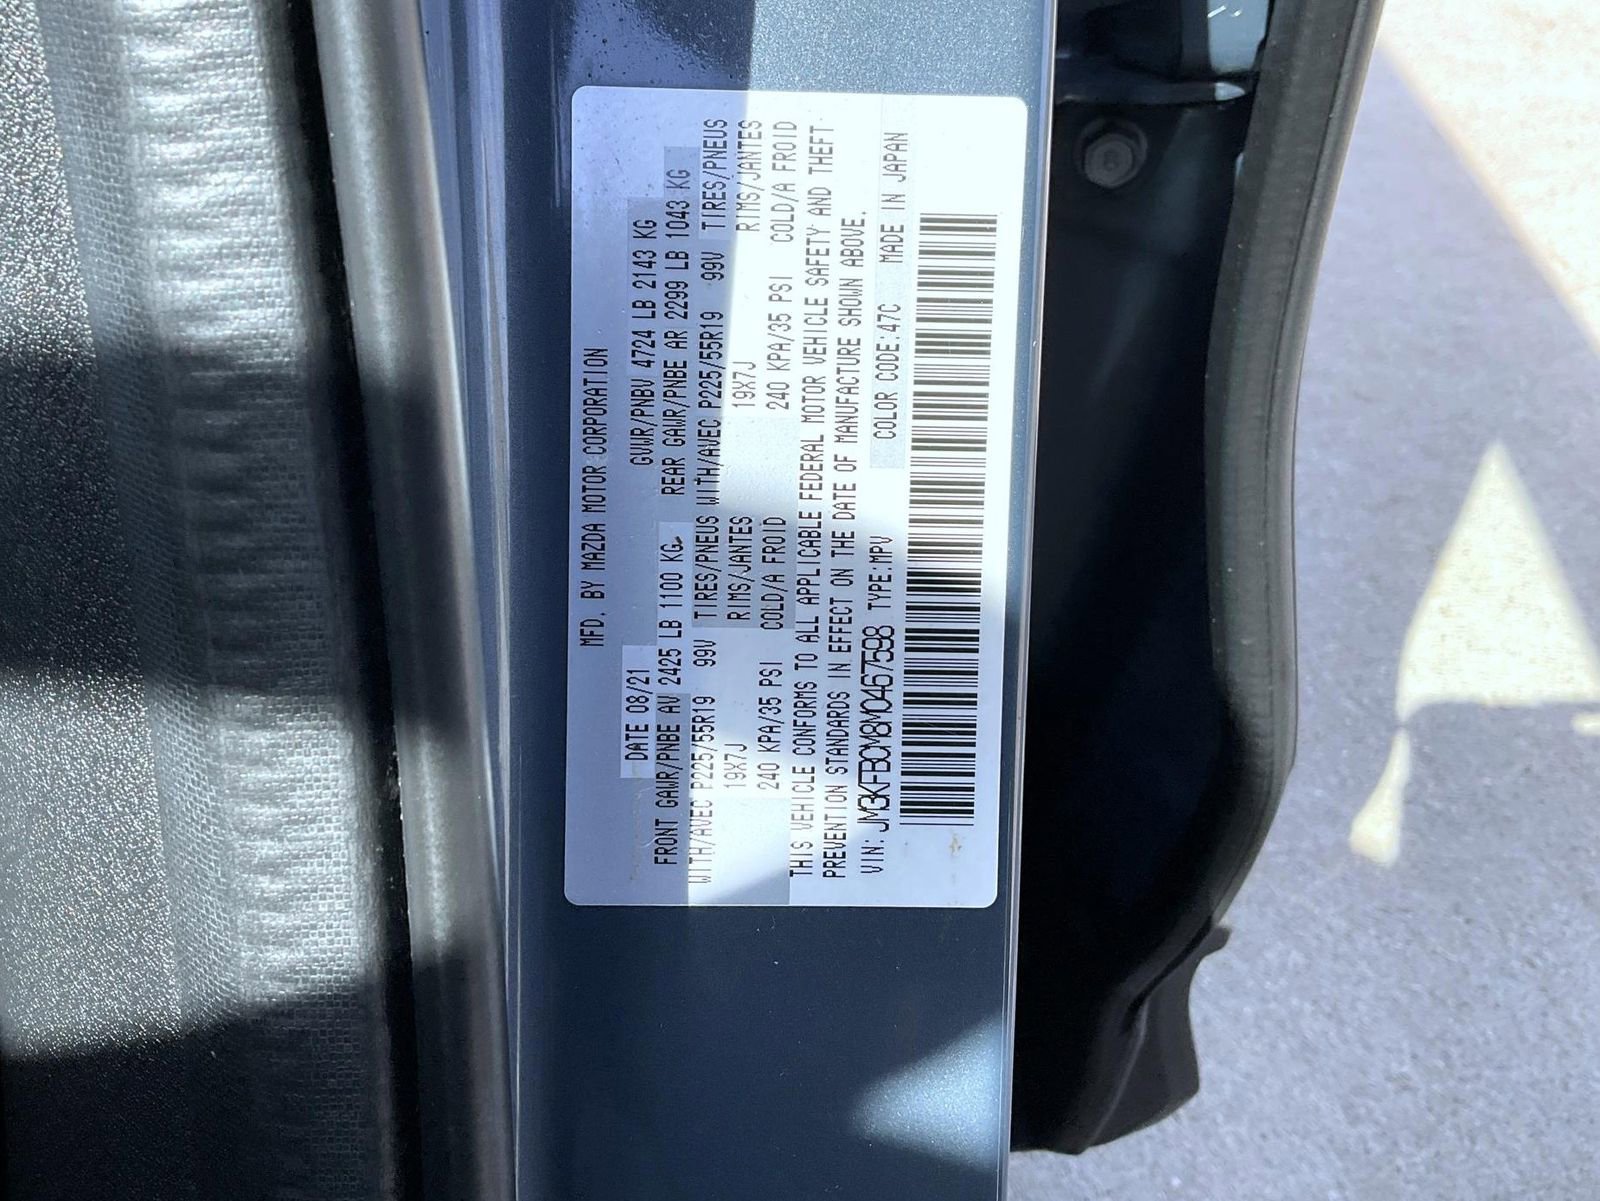 MFD. BY MAZDA MOTOR CORPORATION
DATE 08/21 GVWR/PNBV 4724 LB 2143 KG
FRONT GAWR/PNBE AV 2425 LB 1100 KG REAR GAWR/PNBE AR 2299 LB 1043 KG
WITH/AVEC P225/55R19 99V TIRES/PNEUS WITH/AVEC P225/55R19 99V TIRES/PNEUS
19X7J RIMS/JANTES 19X7J RIMS/JANTES
240 KPA/35 PSI COLD/A FROID 240 KPA/35 PSI COLD/A FROID
THIS VEHICLE CONFORMS TO ALL APPLICABLE FEDERAL MOTOR VEHICLE SAFETY AND THEFT
PREVENTION STANDARDS IN EFFECT ON THE DATE OF MANUFACTURE SHOWN ABOVE.
VIN: JM3KFBCM8M0467598 TYPE:MPV COLOR CODE:47C MADE IN JAPAN